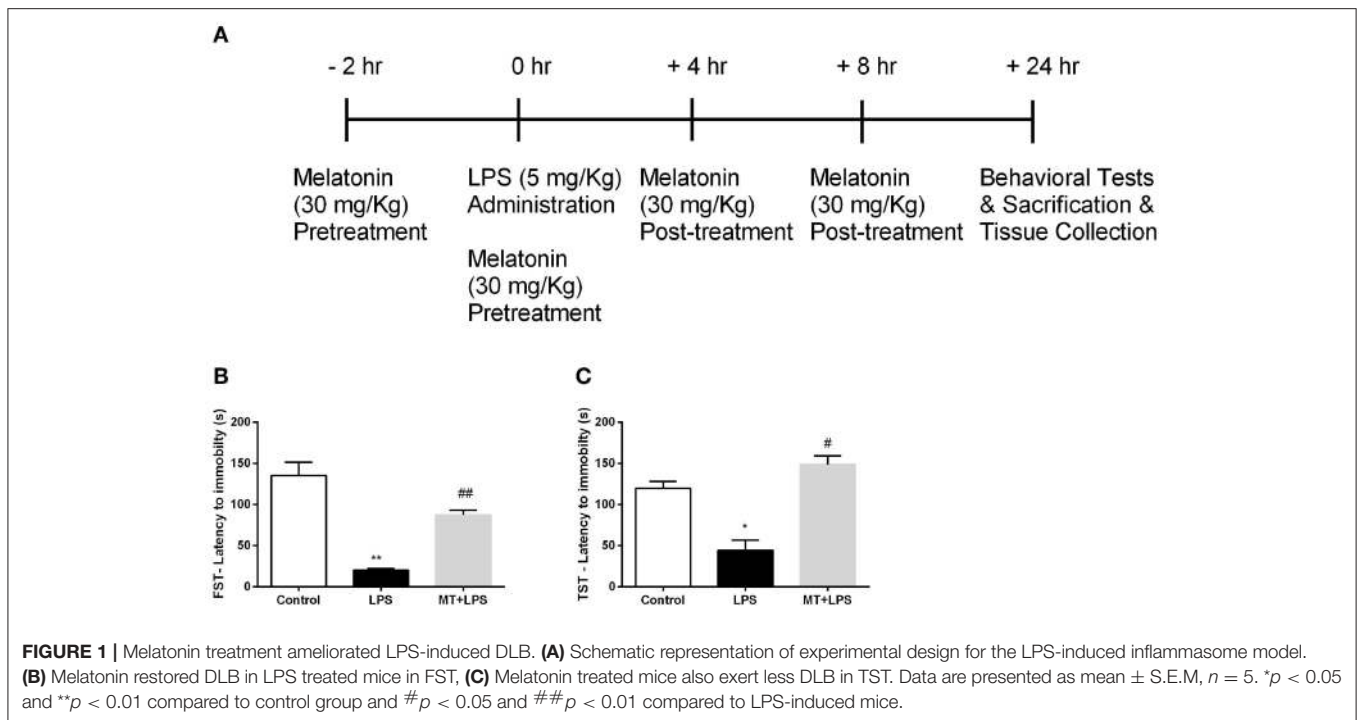 A
- 2 hr
0 hr
+ 4 hr
+ 8 hr
+ 24 hr
Melatonin
(30 mg/Kg)
Pretreatment
LPS (5 mg/Kg)
Administration
Melatonin
(30 mg/Kg)
Pretreatment
Melatonin
(30 mg/Kg)
Post-treatment
Melatonin
(30 mg/Kg)
Post-treatment
Behavioral Tests
& Sacrification &
Tissue Collection
B
FST- Latency to immobilty (s)
200
150
100
50
0
**
##
Control
LPS
MT+LPS
C
TST - Latency to immobility (s)
200
150
100
50
0
*
#
Control
LPS
MT+LPS
FIGURE 1 | Melatonin treatment ameliorated LPS-induced DLB. (A) Schematic representation of experimental design for the LPS-induced inflammasome model.
(B) Melatonin restored DLB in LPS treated mice in FST, (C) Melatonin treated mice also exert less DLB in TST. Data are presented as mean ± S.E.M, n = 5. *p < 0.05
and **p < 0.01 compared to control group and #p < 0.05 and ##p < 0.01 compared to LPS-induced mice.